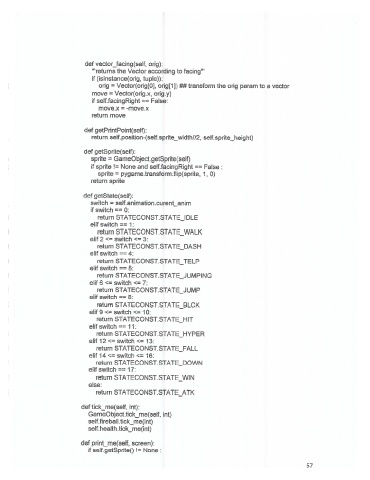 def vector_facing(self, orig):
'''returns the Vector according to facing'''
if (isinstance(orig, tuple)):
orig = Vector(orig[0], orig[1]) ## transform the orig param to a vector
move = Vector(orig.x, orig.y)
if self.facingRight == False:
move.x = -move.x
return move
def getPrintPoint(self):
return self.position-(self.sprite_width//2, self.sprite_height)
def getSprite(self):
sprite = GameObject.getSprite(self)
if sprite != None and self.facingRight == False :
sprite = pygame.transform.flip(sprite, 1, 0)
return sprite
def getState(self):
switch = self.animation.curent_anim
if switch == 0:
return STATECONST.STATE_IDLE
elif switch == 1:
return STATECONST.STATE_WALK
elif 2 <= switch <= 3:
return STATECONST.STATE_DASH
elif switch == 4:
return STATECONST.STATE_TELP
elif switch == 5:
return STATECONST.STATE_JUMPING
elif 6 <= switch <= 7:
return STATECONST.STATE_JUMP
elif switch == 8:
return STATECONST.STATE_BLCK
elif 9 <= switch <= 10:
return STATECONST.STATE_HIT
elif switch == 11:
return STATECONST.STATE_HYPER
elif 12 <= switch <= 13:
return STATECONST.STATE_FALL
elif 14 <= switch <= 16:
return STATECONST.STATE_DOWN
elif switch == 17:
return STATECONST.STATE_WIN
else:
return STATECONST.STATE_ATK
def tick_me(self, int):
GameObject.tick_me(self, int)
self.fireball.tick_me(int)
self.health.tick_me(int)
def print_me(self, screen):
if self.getSprite() != None :
57